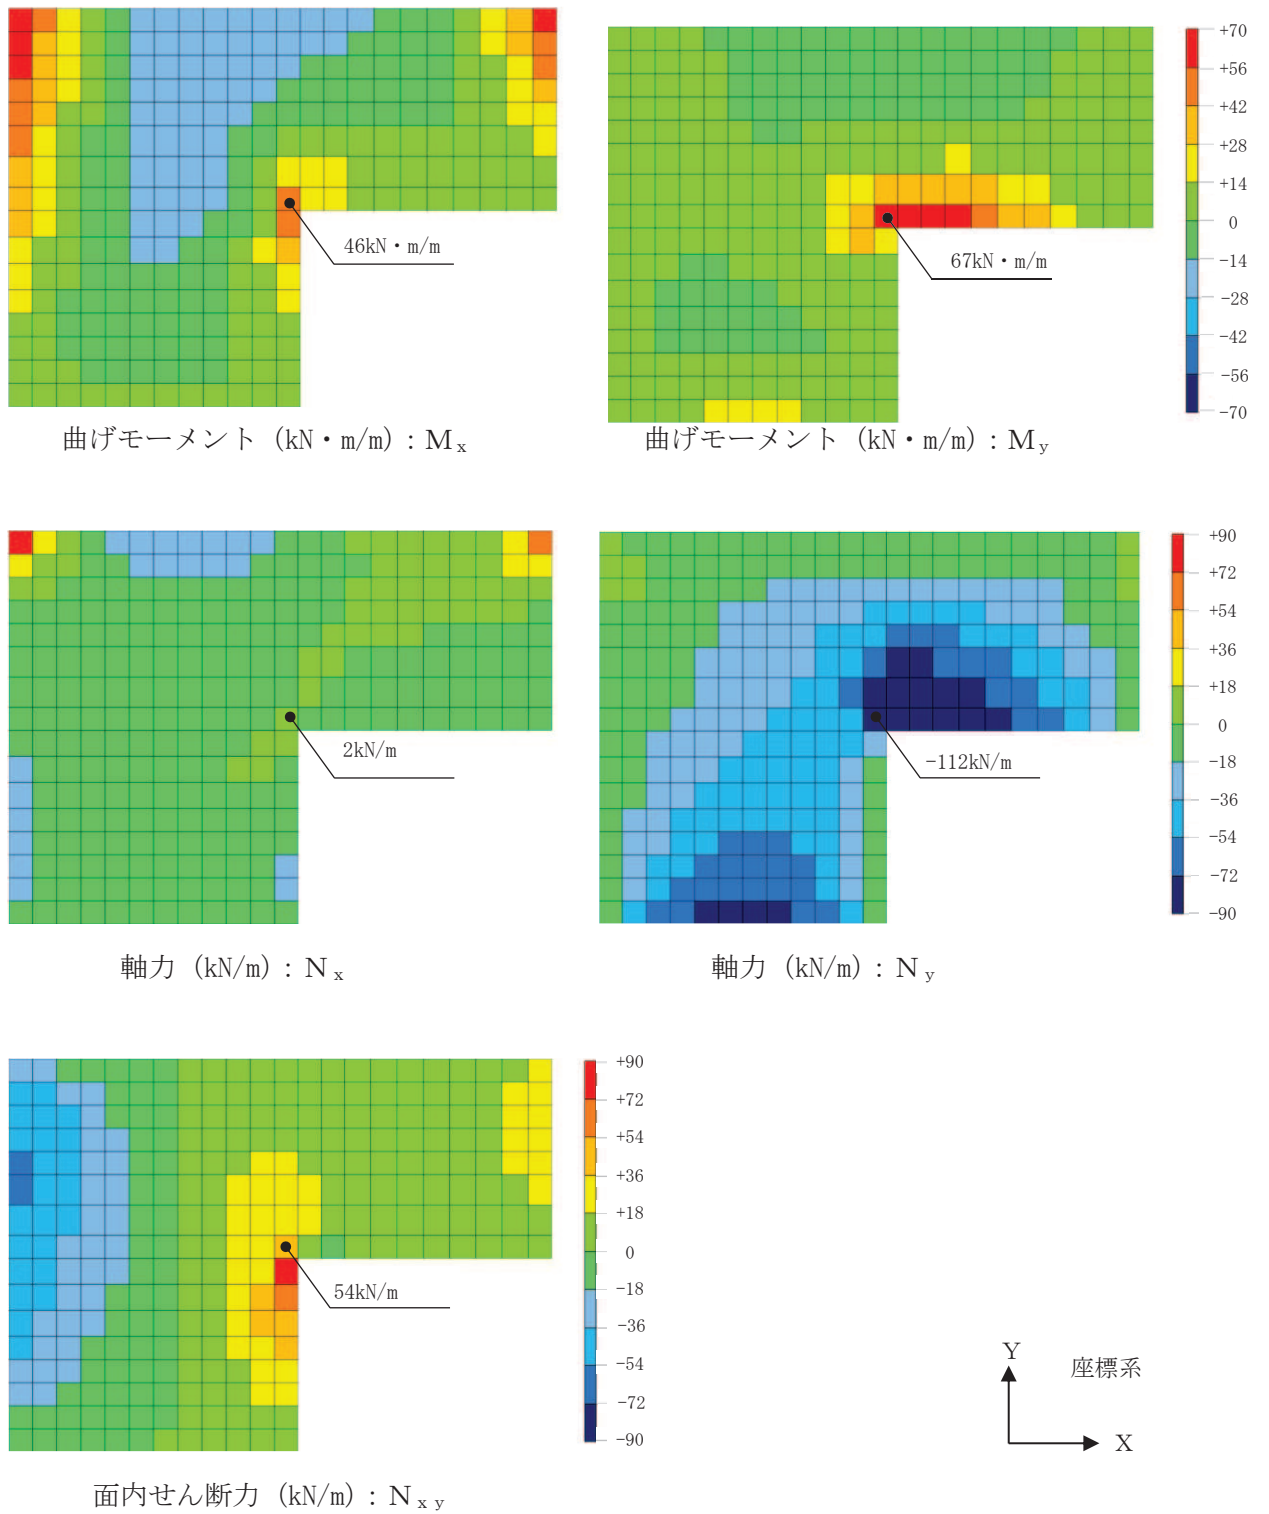 46kN・m/m
曲げモーメント (kN・m/m) : Mx
67kN・m/m
曲げモーメント (kN・m/m) : My
+70
+56
+42
+28
+14
0
-14
-28
-42
-56
-70
2kN/m
軸力 (kN/m) : Nx
-112kN/m
軸力 (kN/m) : Ny
+90
+72
+54
+36
+18
0
-18
-36
-54
-72
-90
54kN/m
面内せん断力 (kN/m) : Nxy
+90
+72
+54
+36
+18
0
-18
-36
-54
-72
-90
Y
座標系
X